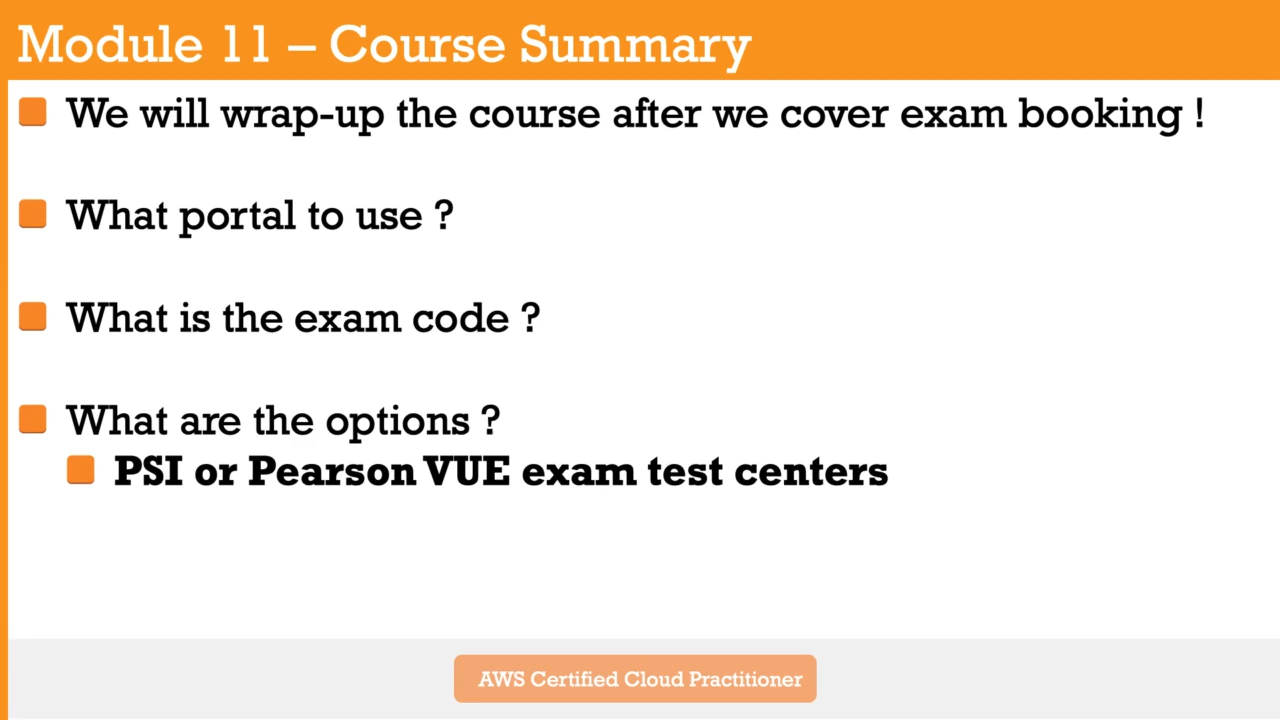 Module 11 – Course Summary
We will wrap-up the course after we cover exam booking !
What portal to use ?
What is the exam code ?
What are the options ?
PSI or Pearson VUE exam test centers
AWS Certified Cloud Practitioner